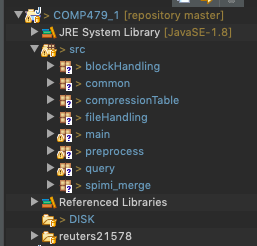 > COMP479_1 [repository master]
JRE System Library [JavaSE-1.8]
> src
> blockHandling
> common
> compressionTable
> fileHandling
> main
> preprocess
> query
> spimi_merge
Referenced Libraries
> DISK
reuters21578